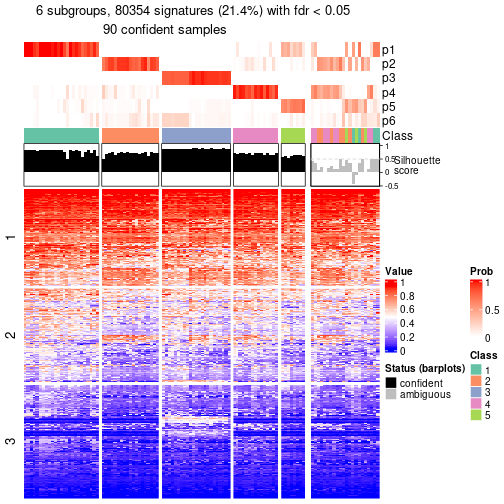 6 subgroups, 80354 signatures (21.4%) with fdr < 0.05
90 confident samples
p1
p2
p3
p4
p5
p6
Class
1
0.5
0
-0.5
Silhouette
score
1
2
3
Value
1
0.8
0.6
0.4
0.2
0
Status (barplots)
confident
ambiguous
Prob
1
0.5
0
Class
1
2
3
4
5